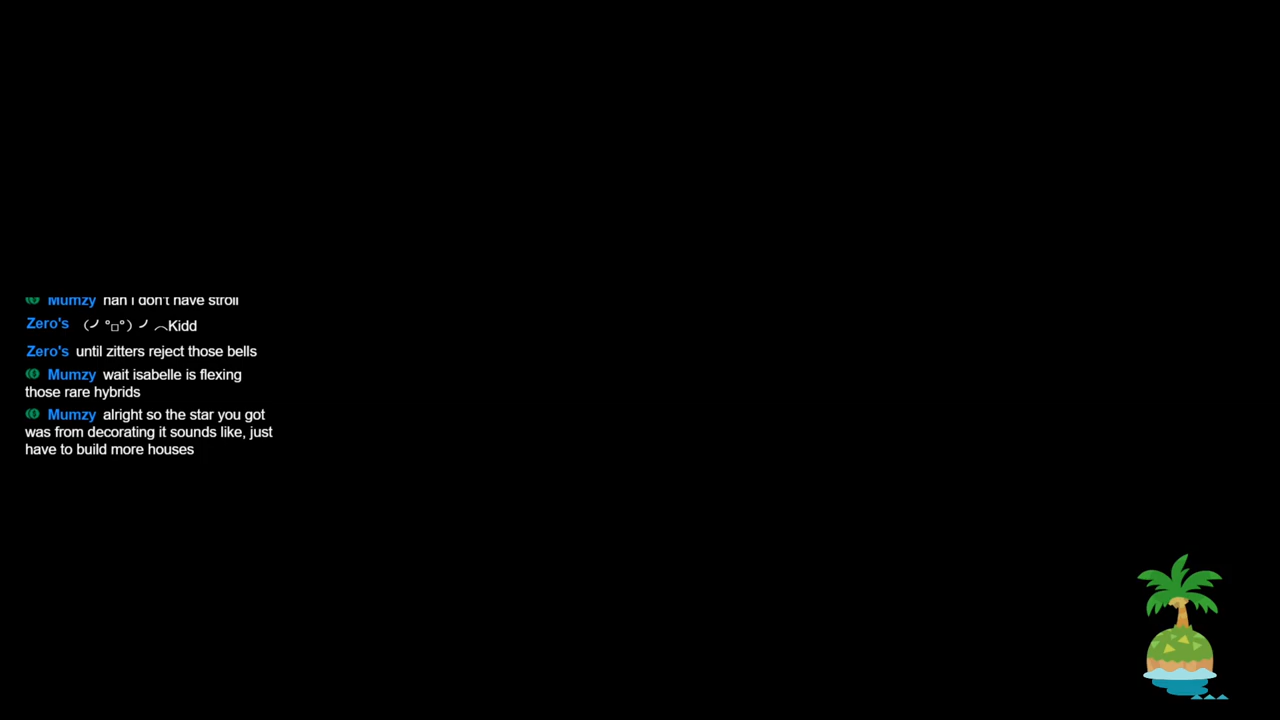 Mumzy nah i don't have stroll
Zero's (╯°□°）╯︵Kidd
Zero's until zitters reject those bells
Mumzy wait isabelle is flexing
those rare hybrids
Mumzy alright so the star you got
was from decorating it sounds like, just
have to build more houses